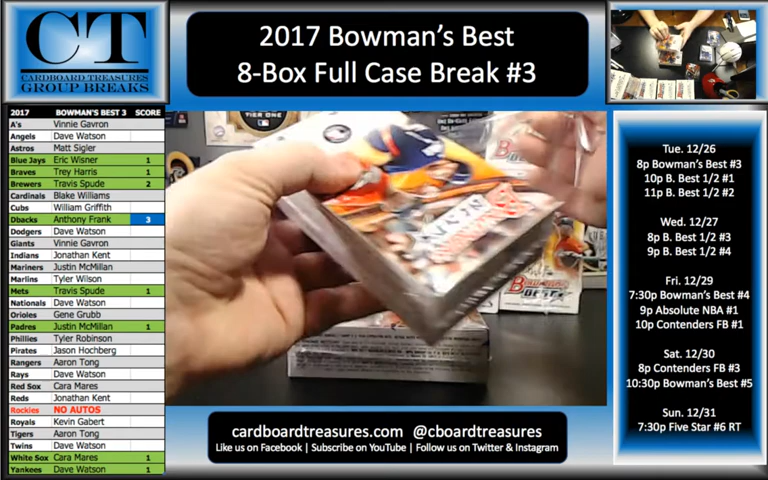 CT
CARDBOARD TREASURES
GROUP BREAKS
2017 Bowman's Best
8-Box Full Case Break #3
2017 BOWMAN'S BEST 3 SCORE
A's Vinnie Gavron
Angels Dave Watson
Astros Matt Sigler
Blue Jays Eric Wisner 1
Braves Trey Harris 1
Brewers Travis Spude 2
Cardinals Blake Williams
Cubs William Griffith
Dbacks Anthony Frank 3
Dodgers Dave Watson
Giants Vinnie Gavron
Indians Jonathan Kent
Mariners Justin McMillan
Marlins Tyler Wilson
Mets Travis Spude 1
Nationals Dave Watson
Orioles Gene Grubb
Padres Justin McMillan 1
Phillies Tyler Robinson
Pirates Jason Hochberg
Rangers Aaron Tong
Rays Dave Watson
Red Sox Cara Mares
Reds Jonathan Kent
Rockies NO AUTOS
Royals Kevin Gabert
Tigers Aaron Tong
Twins Dave Watson
White Sox Cara Mares 1
Yankees Dave Watson 1
TIER ONE
Bowman's
BEST
Tue. 12/26
8p Bowman's Best #3
10p B. Best 1/2 #1
11p B. Best 1/2 #2
Wed. 12/27
8p B. Best 1/2 #3
9p B. Best 1/2 #4
Fri. 12/29
7:30p Bowman's Best #4
9p Absolute NBA #1
10p Contenders FB #1
Sat. 12/30
8p Contenders FB #3
10:30p Bowman's Best #5
Sun. 12/31
7:30p Five Star #6 RT
cardboardtreasures.com @cboardtreasures
Like us on Facebook | Subscribe on YouTube | Follow us on Twitter & Instagram